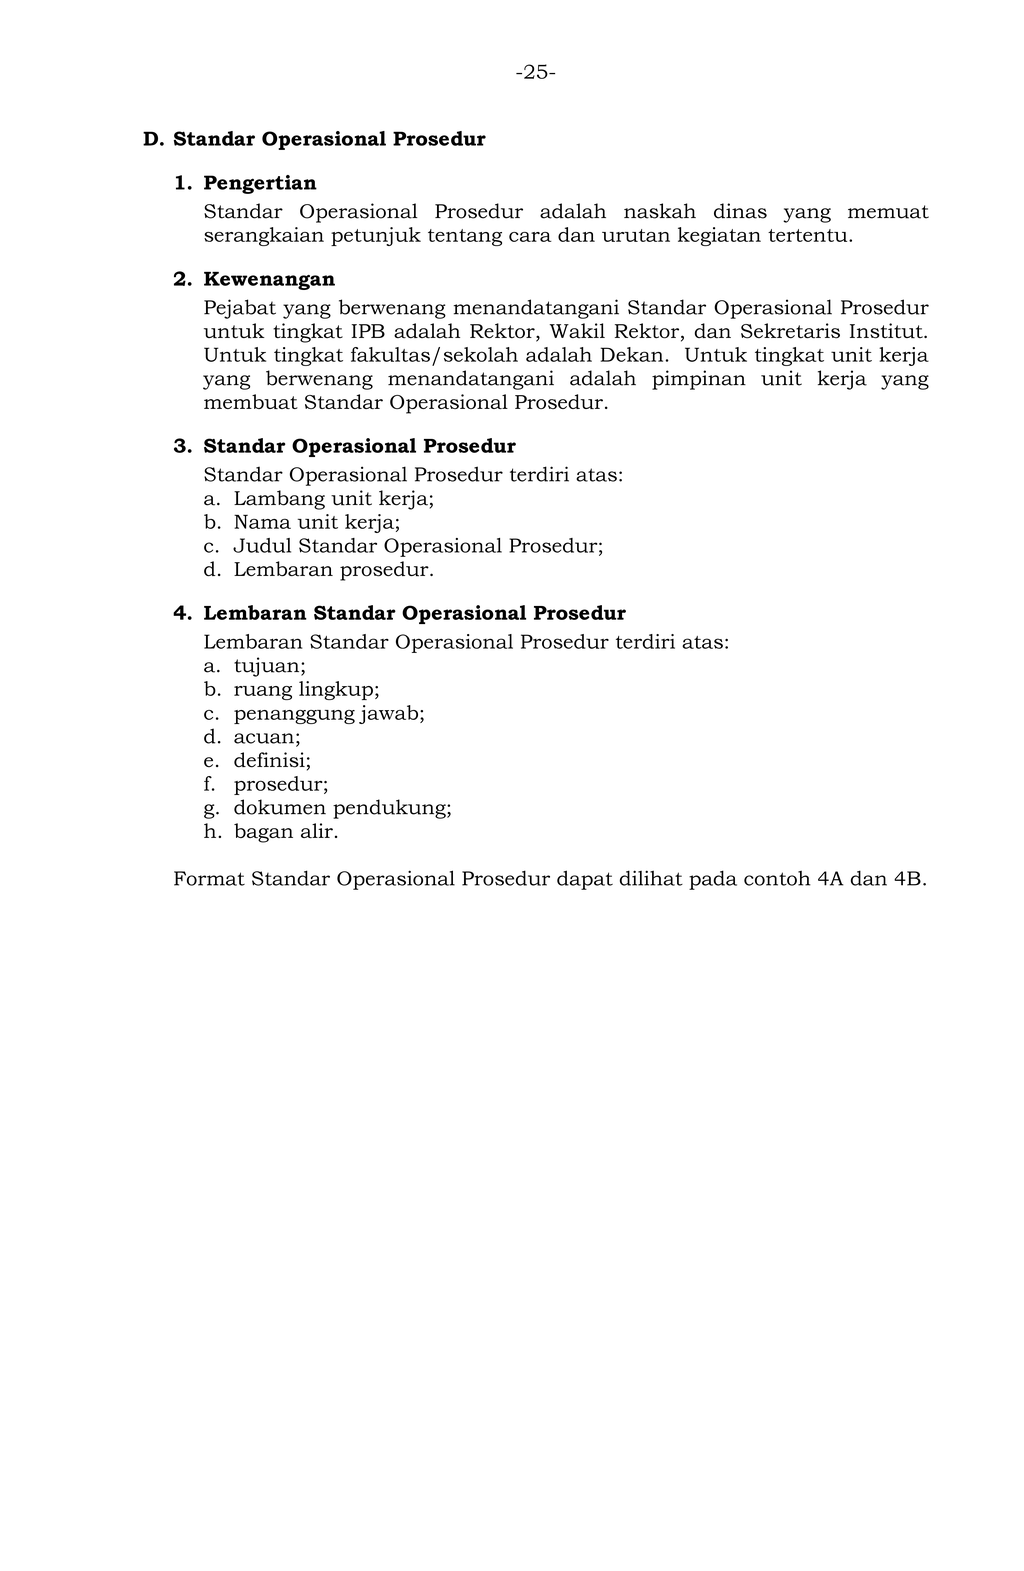 -25-
D. Standar Operasional Prosedur
1. Pengertian
Standar Operasional Prosedur adalah naskah dinas yang memuat
serangkaian petunjuk tentang cara dan urutan kegiatan tertentu.
2. Kewenangan
Pejabat yang berwenang menandatangani Standar Operasional Prosedur
untuk tingkat IPB adalah Rektor, Wakil Rektor, dan Sekretaris Institut.
Untuk tingkat fakultas/sekolah adalah Dekan. Untuk tingkat unit kerja
yang berwenang menandatangani adalah pimpinan unit kerja yang
membuat Standar Operasional Prosedur.
3. Standar Operasional Prosedur
Standar Operasional Prosedur terdiri atas:
a. Lambang unit kerja;
b. Nama unit kerja;
c. Judul Standar Operasional Prosedur;
d. Lembaran prosedur.
4. Lembaran Standar Operasional Prosedur
Lembaran Standar Operasional Prosedur terdiri atas:
a. tujuan;
b. ruang lingkup;
c. penanggung jawab;
d. acuan;
e. definisi;
f. prosedur;
g. dokumen pendukung;
h. bagan alir.
Format Standar Operasional Prosedur dapat dilihat pada contoh 4A dan 4B.